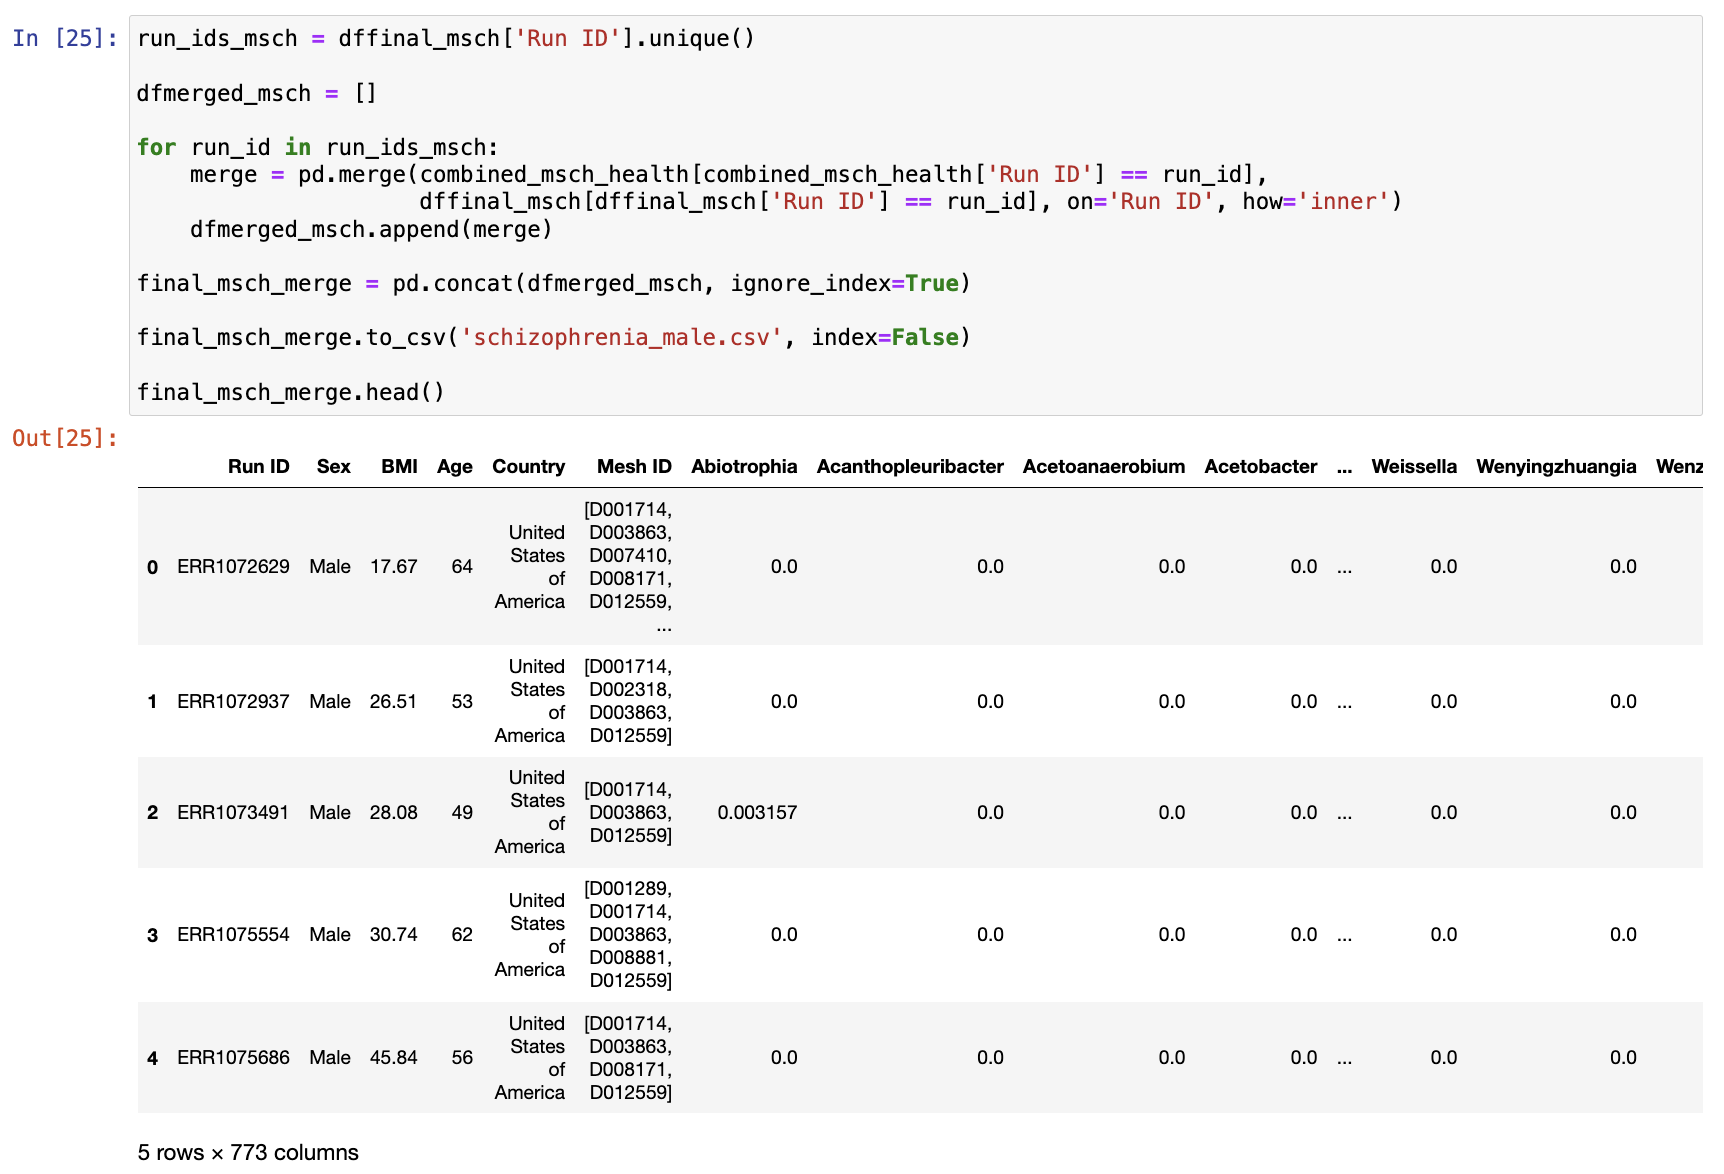 In [25]: run_ids_msch = dffinal_msch['Run ID'].unique()
dfmerged_msch = []
for run_id in run_ids_msch:
    merge = pd.merge(combined_msch_health[combined_msch_health['Run ID'] == run_id],
                     dffinal_msch[dffinal_msch['Run ID'] == run_id], on='Run ID', how='inner')
    dfmerged_msch.append(merge)
final_msch_merge = pd.concat(dfmerged_msch, ignore_index=True)
final_msch_merge.to_csv('schizophrenia_male.csv', index=False)
final_msch_merge.head()
Out[25]:
Run ID Sex BMI Age Country Mesh ID Abiotrophia Acanthopleuribacter Acetoanaerobium Acetobacter ... Weissella Wenyingzhuangia Wenz
[D001714,
United D003863,
States D007410,
0 ERR1072629 Male 17.67 64 of D008171, 0.0 0.0 0.0 0.0 ... 0.0 0.0
America D012559,
...
United [D001714,
States D002318,
1 ERR1072937 Male 26.51 53 of D003863, 0.0 0.0 0.0 0.0 ... 0.0 0.0
America D012559]
United [D001714,
States D003863,
2 ERR1073491 Male 28.08 49 of D012559] 0.003157 0.0 0.0 0.0 ... 0.0 0.0
America
[D001289,
United D001714,
States D003863,
3 ERR1075554 Male 30.74 62 of D008881, 0.0 0.0 0.0 0.0 ... 0.0 0.0
America D012559]
United [D001714,
States D003863,
4 ERR1075686 Male 45.84 56 of D008171, 0.0 0.0 0.0 0.0 ... 0.0 0.0
America D012559]
5 rows × 773 columns